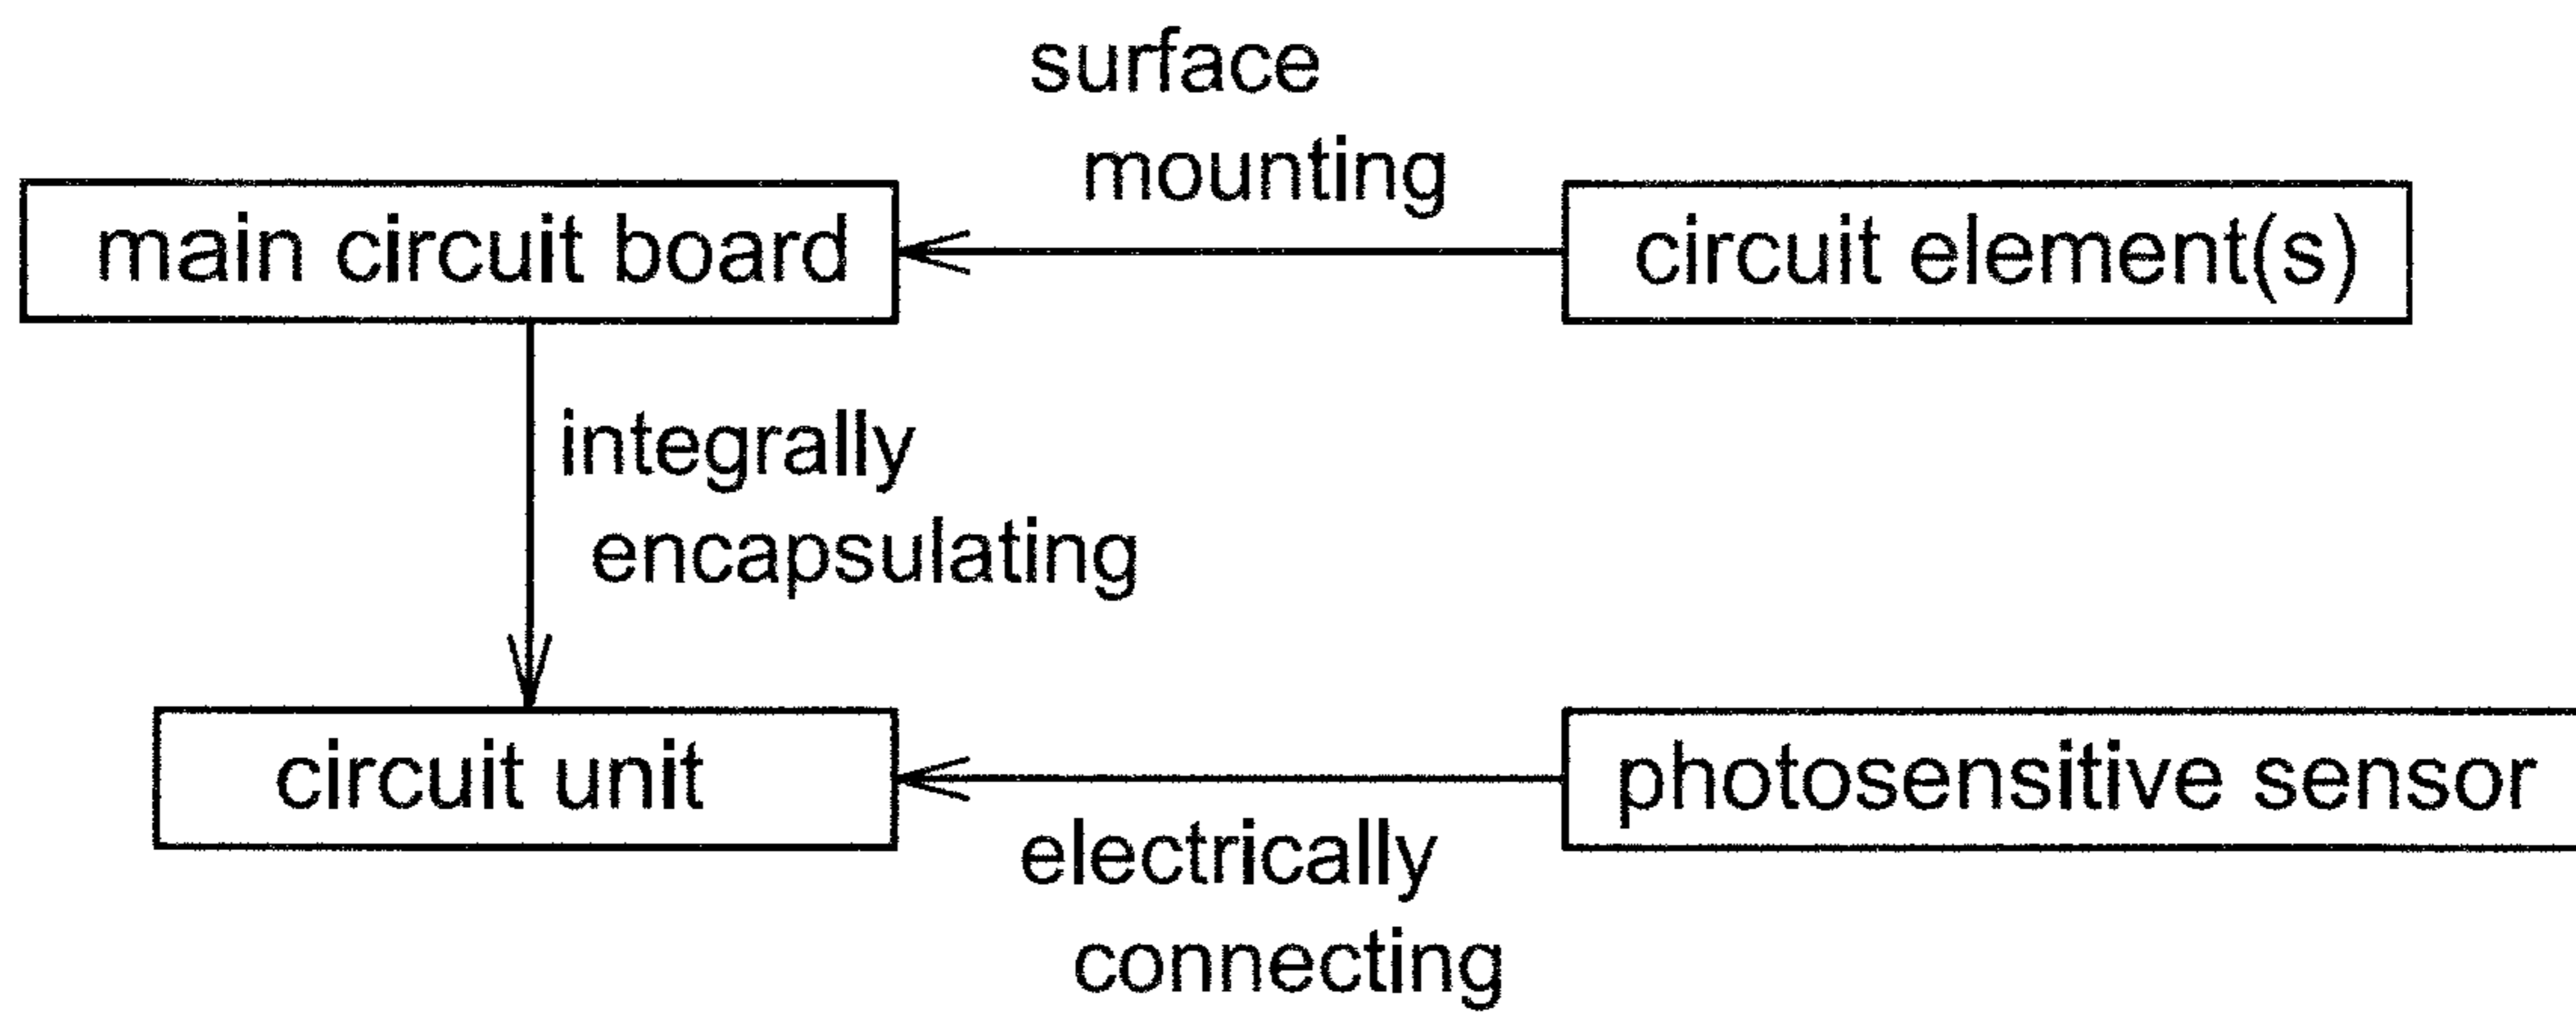 surface
mounting
main circuit board
circuit element(s)
integrally
encapsulating
circuit unit
photosensitive sensor
electrically
connecting